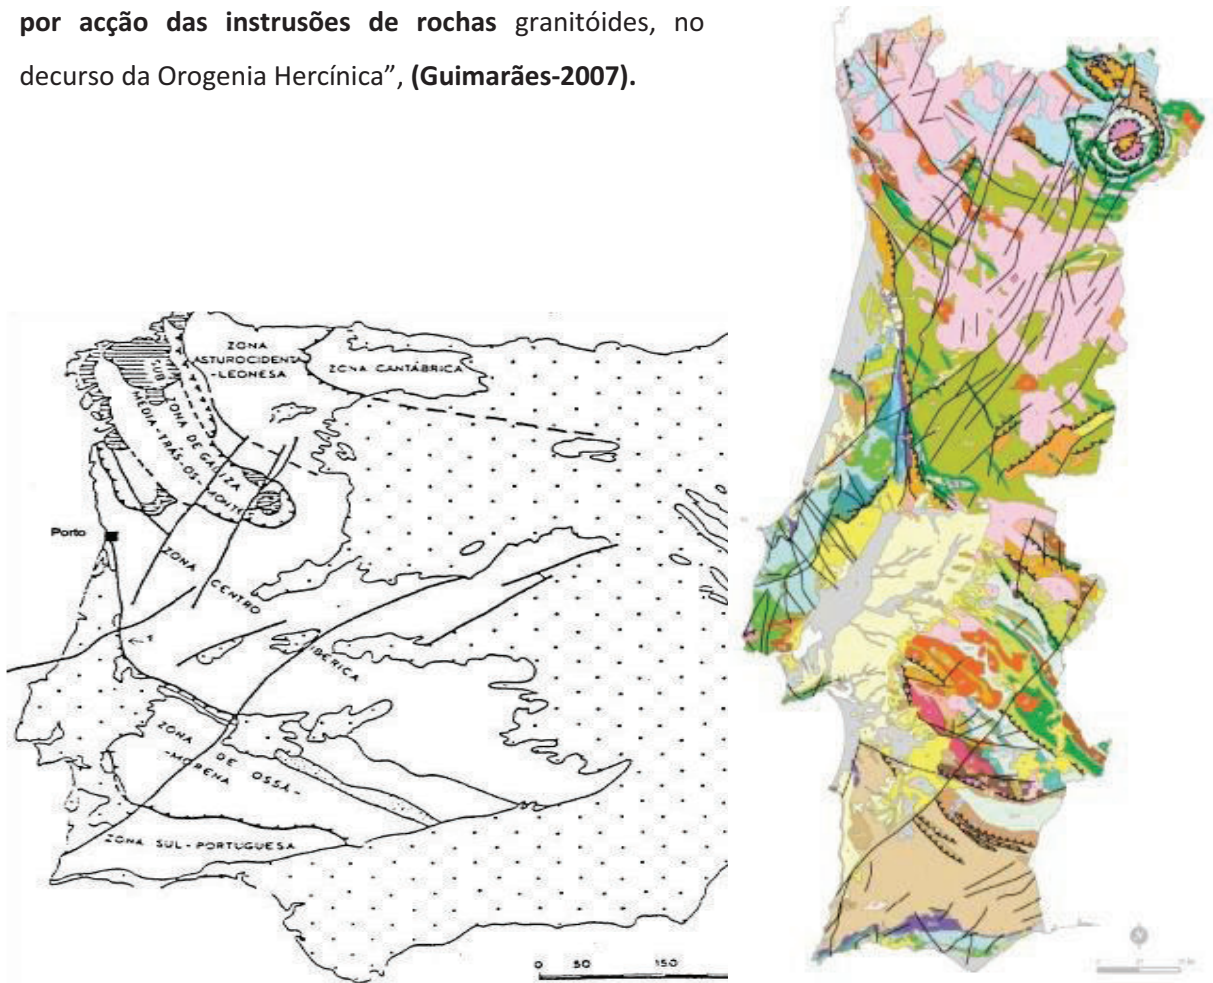 por acção das instrusões de rochas granitóides, no
decurso da Orogenia Hercínica”, (Guimarães-2007).
ZONA
ASTUROCIDENTA
-LEONESA
ZONA CANTÁBRICA
SUB
ZONA DE GALIZA
MÉDIA-TRÁS-OS-MONTES
Porto
ZONA CENTRO
IBÉRICA
ZONA DE OSSA-
-MORENA
ZONA SUL-PORTUGUESA
0 50 150